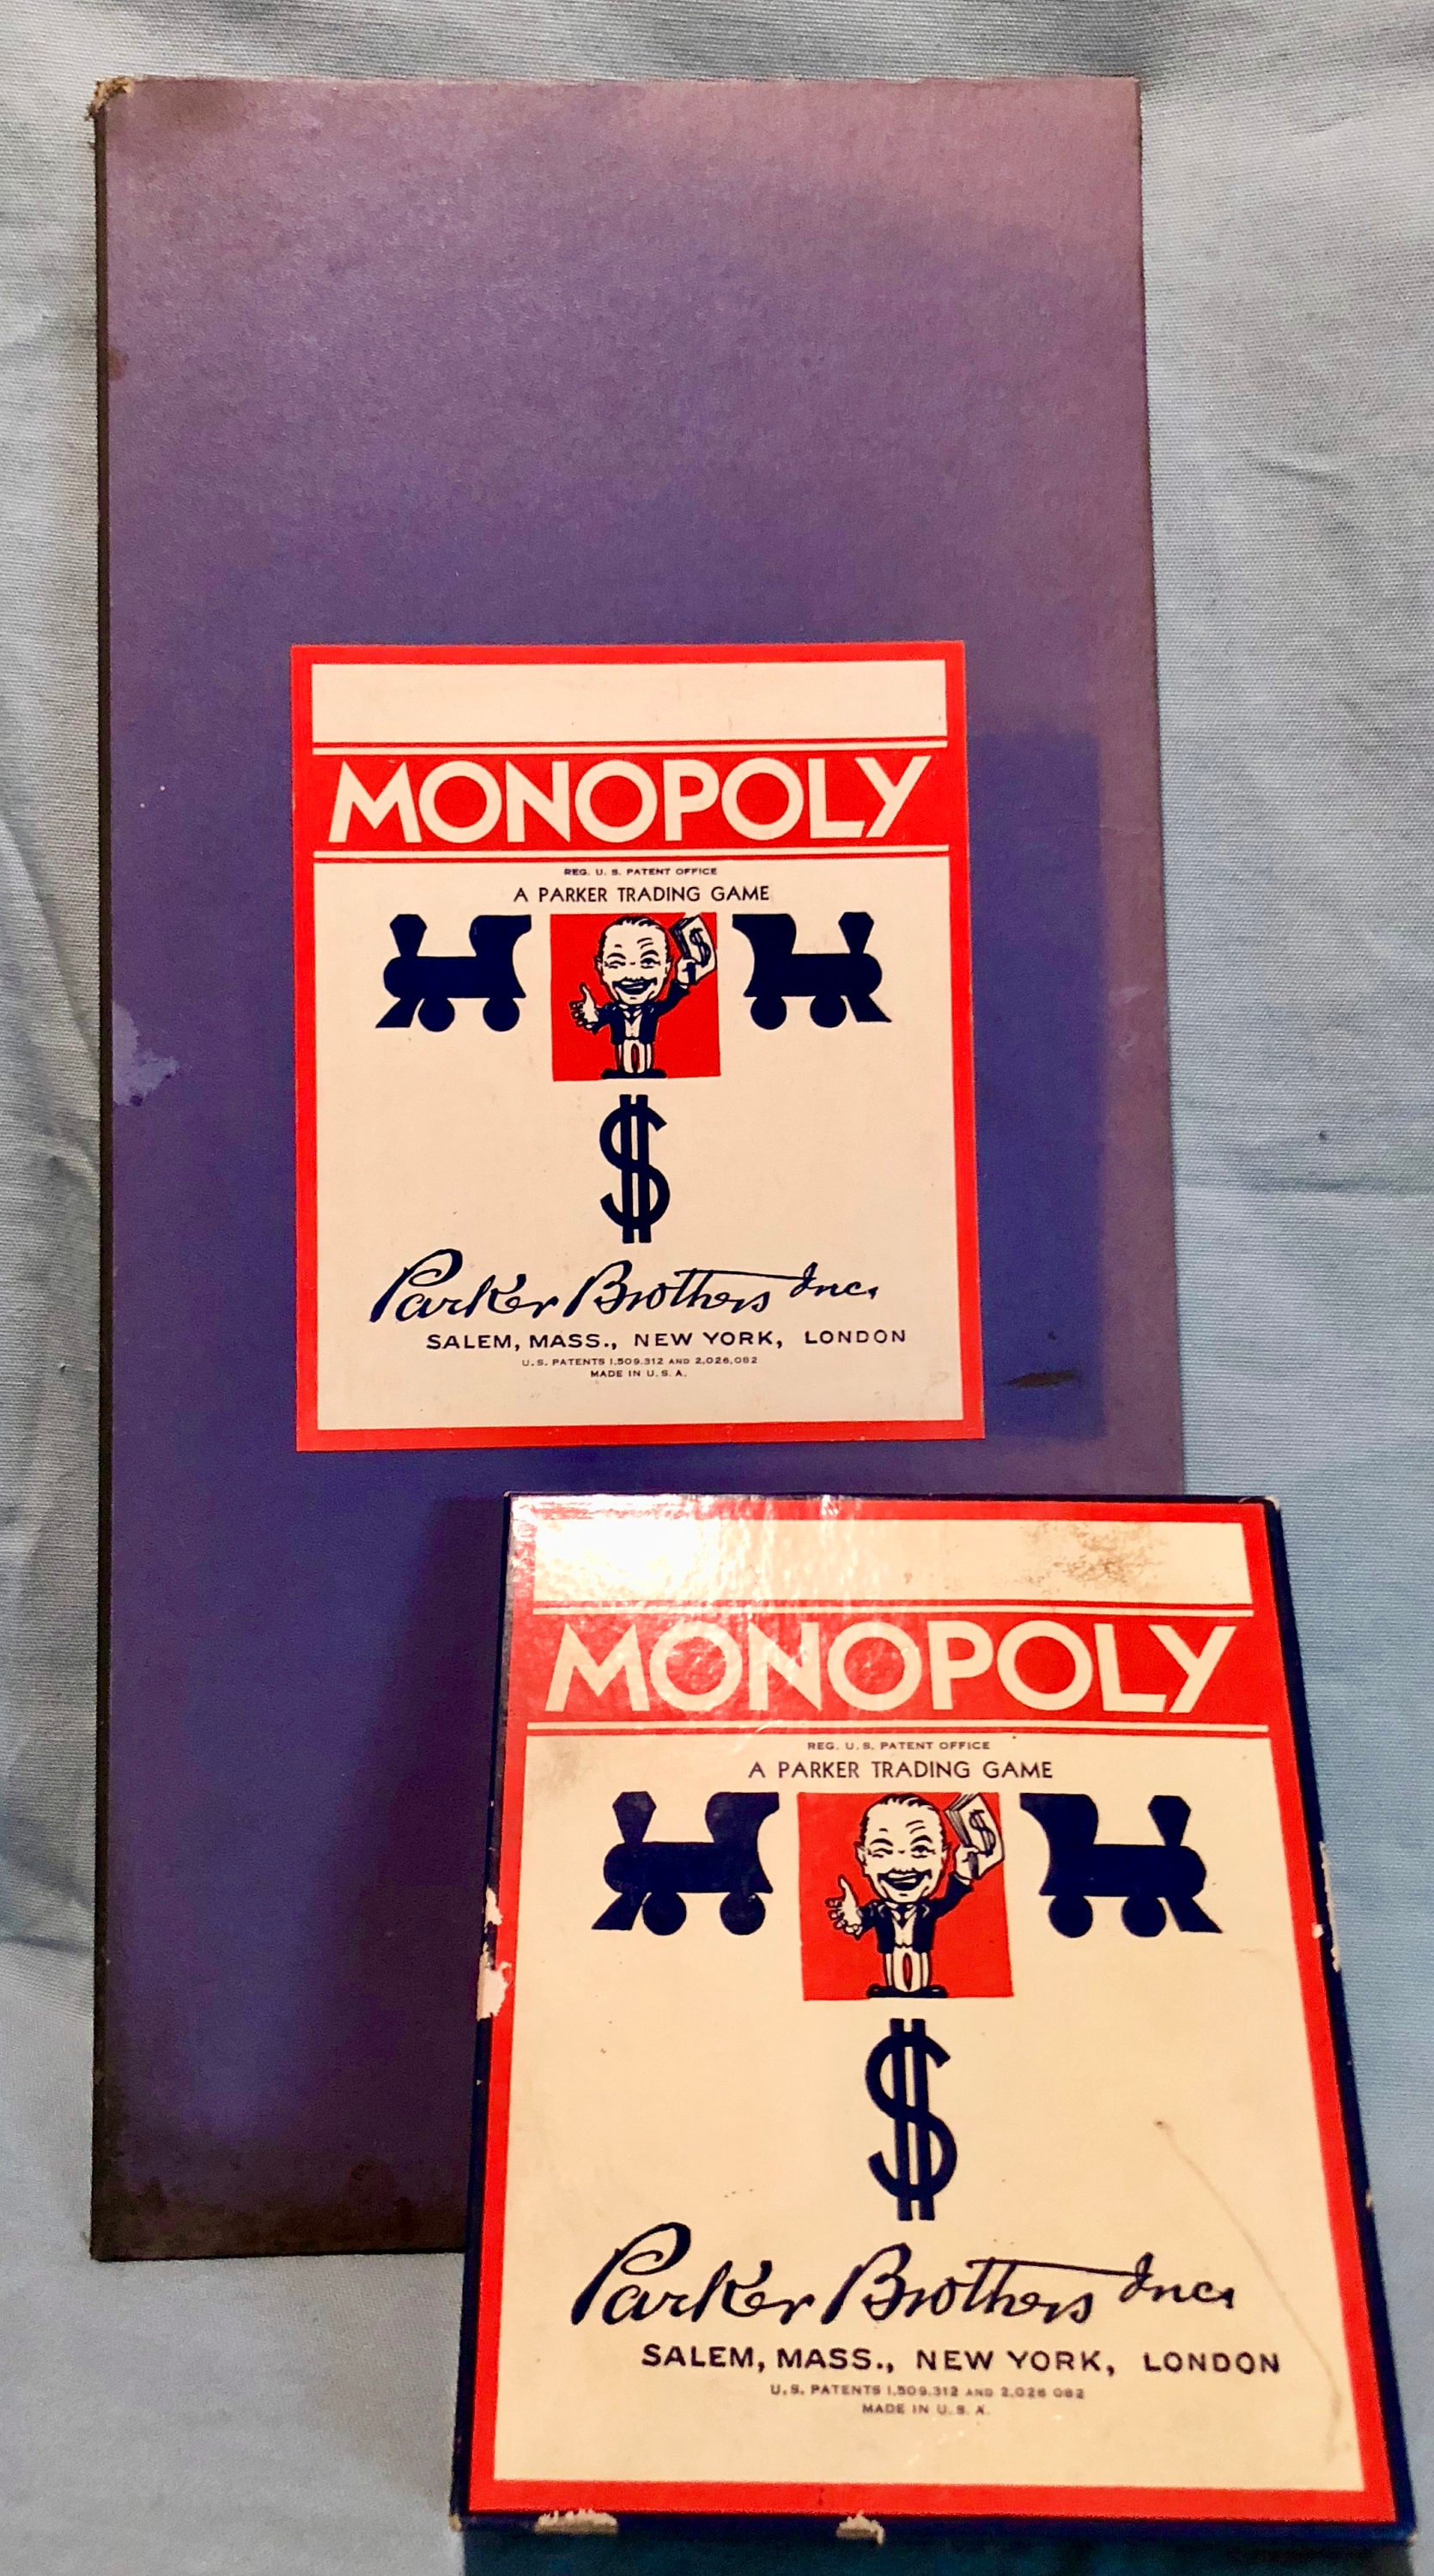 MONOPOLY
REG. U. S. PATENT OFFICE
A PARKER TRADING GAME
$
$
Parker Brothers Inc.
SALEM, MASS., NEW YORK, LONDON
U.S. PATENTS 1,509,312 AND 2,026,082
MADE IN U.S.A.
MONOPOLY
REG. U. S. PATENT OFFICE
A PARKER TRADING GAME
$
$
Parker Brothers Inc.
SALEM, MASS., NEW YORK, LONDON
U.S. PATENTS 1,509,312 AND 2,026,082
MADE IN U.S.A.